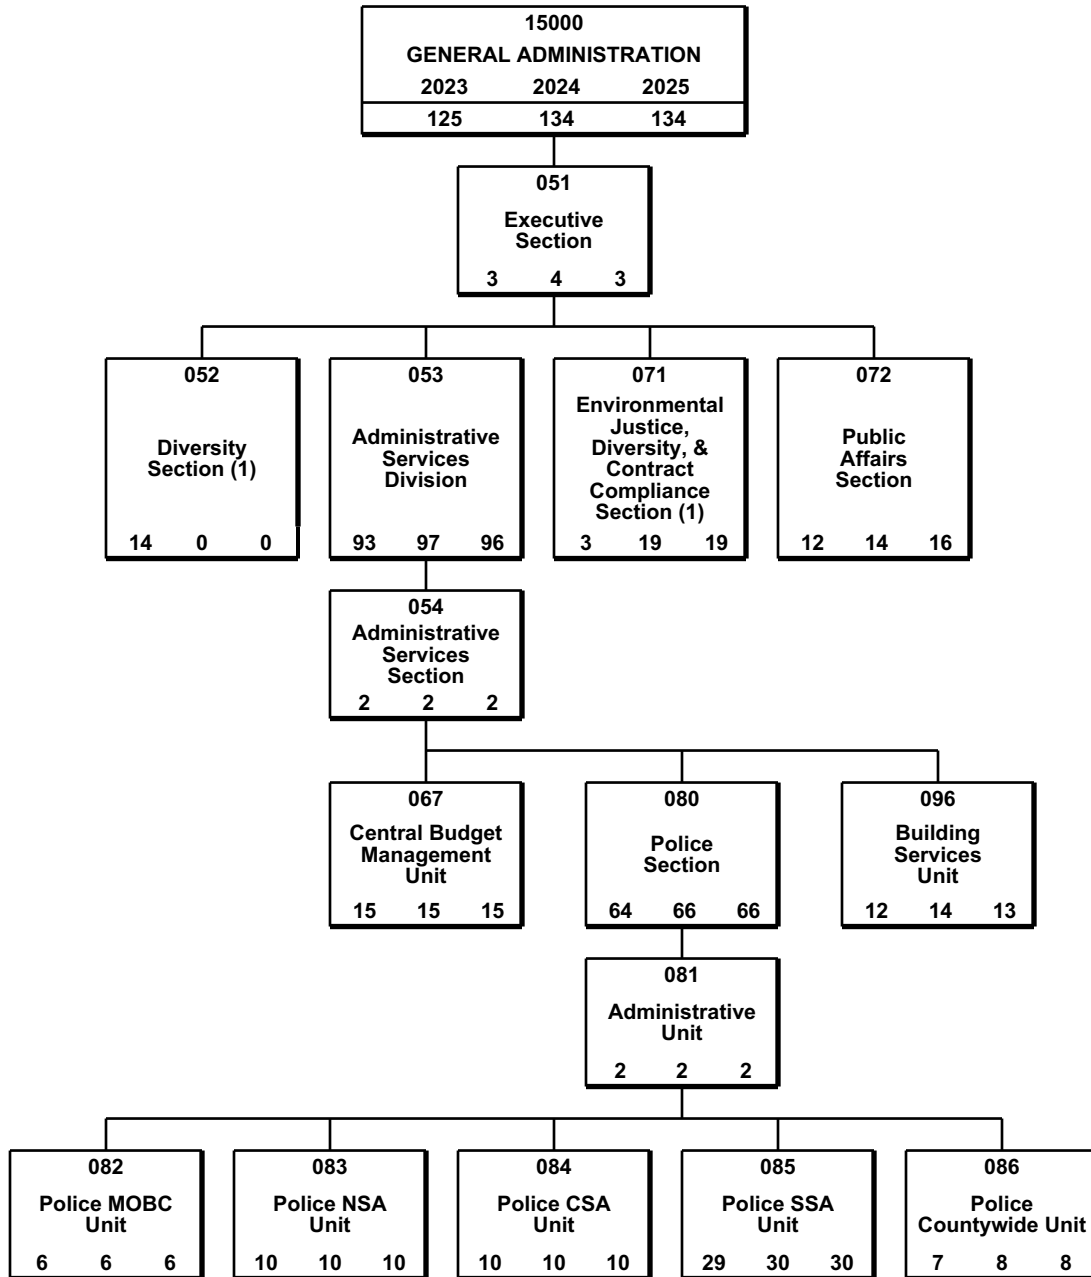 15000
GENERAL ADMINISTRATION
2023 2024 2025
125 134 134
051
Executive
Section
3 4 3
052
Diversity
Section (1)
14 0 0
053
Administrative
Services
Division
93 97 96
071
Environmental
Justice,
Diversity, &
Contract
Compliance
Section (1)
3 19 19
072
Public
Affairs
Section
12 14 16
054
Administrative
Services
Section
2 2 2
067
Central Budget
Management
Unit
15 15 15
080
Police
Section
64 66 66
096
Building
Services
Unit
12 14 13
081
Administrative
Unit
2 2 2
082
Police MOBC
Unit
6 6 6
083
Police NSA
Unit
10 10 10
084
Police CSA
Unit
10 10 10
085
Police SSA
Unit
29 30 30
086
Police
Countywide Unit
7 8 8